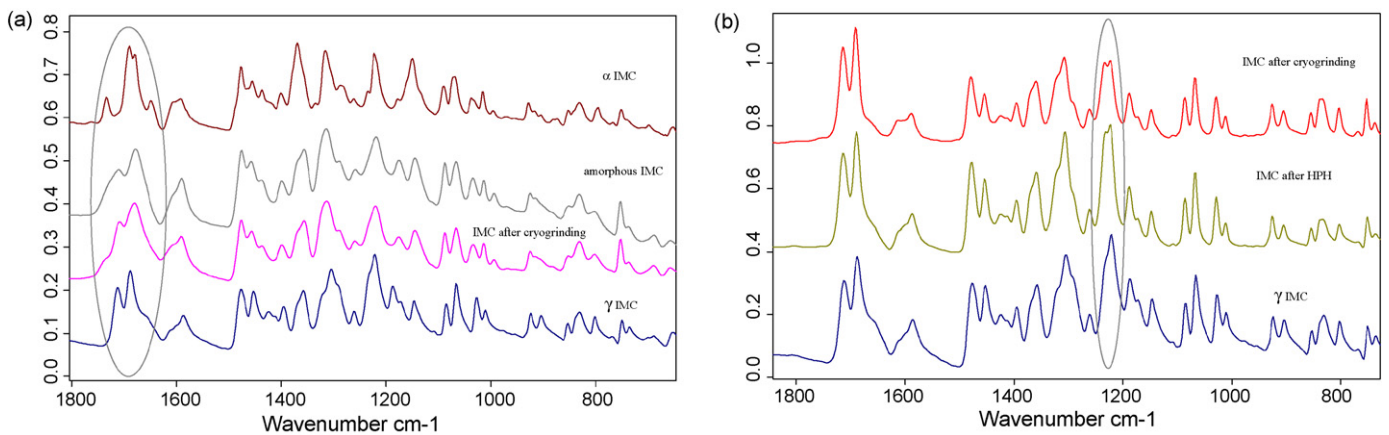 (a)
0.8
0.7
0.6
0.5
0.4
0.3
0.2
0.1
0.0
α IMC
amorphous IMC
IMC after cryogrinding
γ IMC
1800 1600 1400 1200 1000 800
Wavenumber cm-1
(b)
1.0
0.8
0.6
0.4
0.2
0.0
IMC after cryogrinding
IMC after HPH
γ IMC
1800 1600 1400 1200 1000 800
Wavenumber cm-1